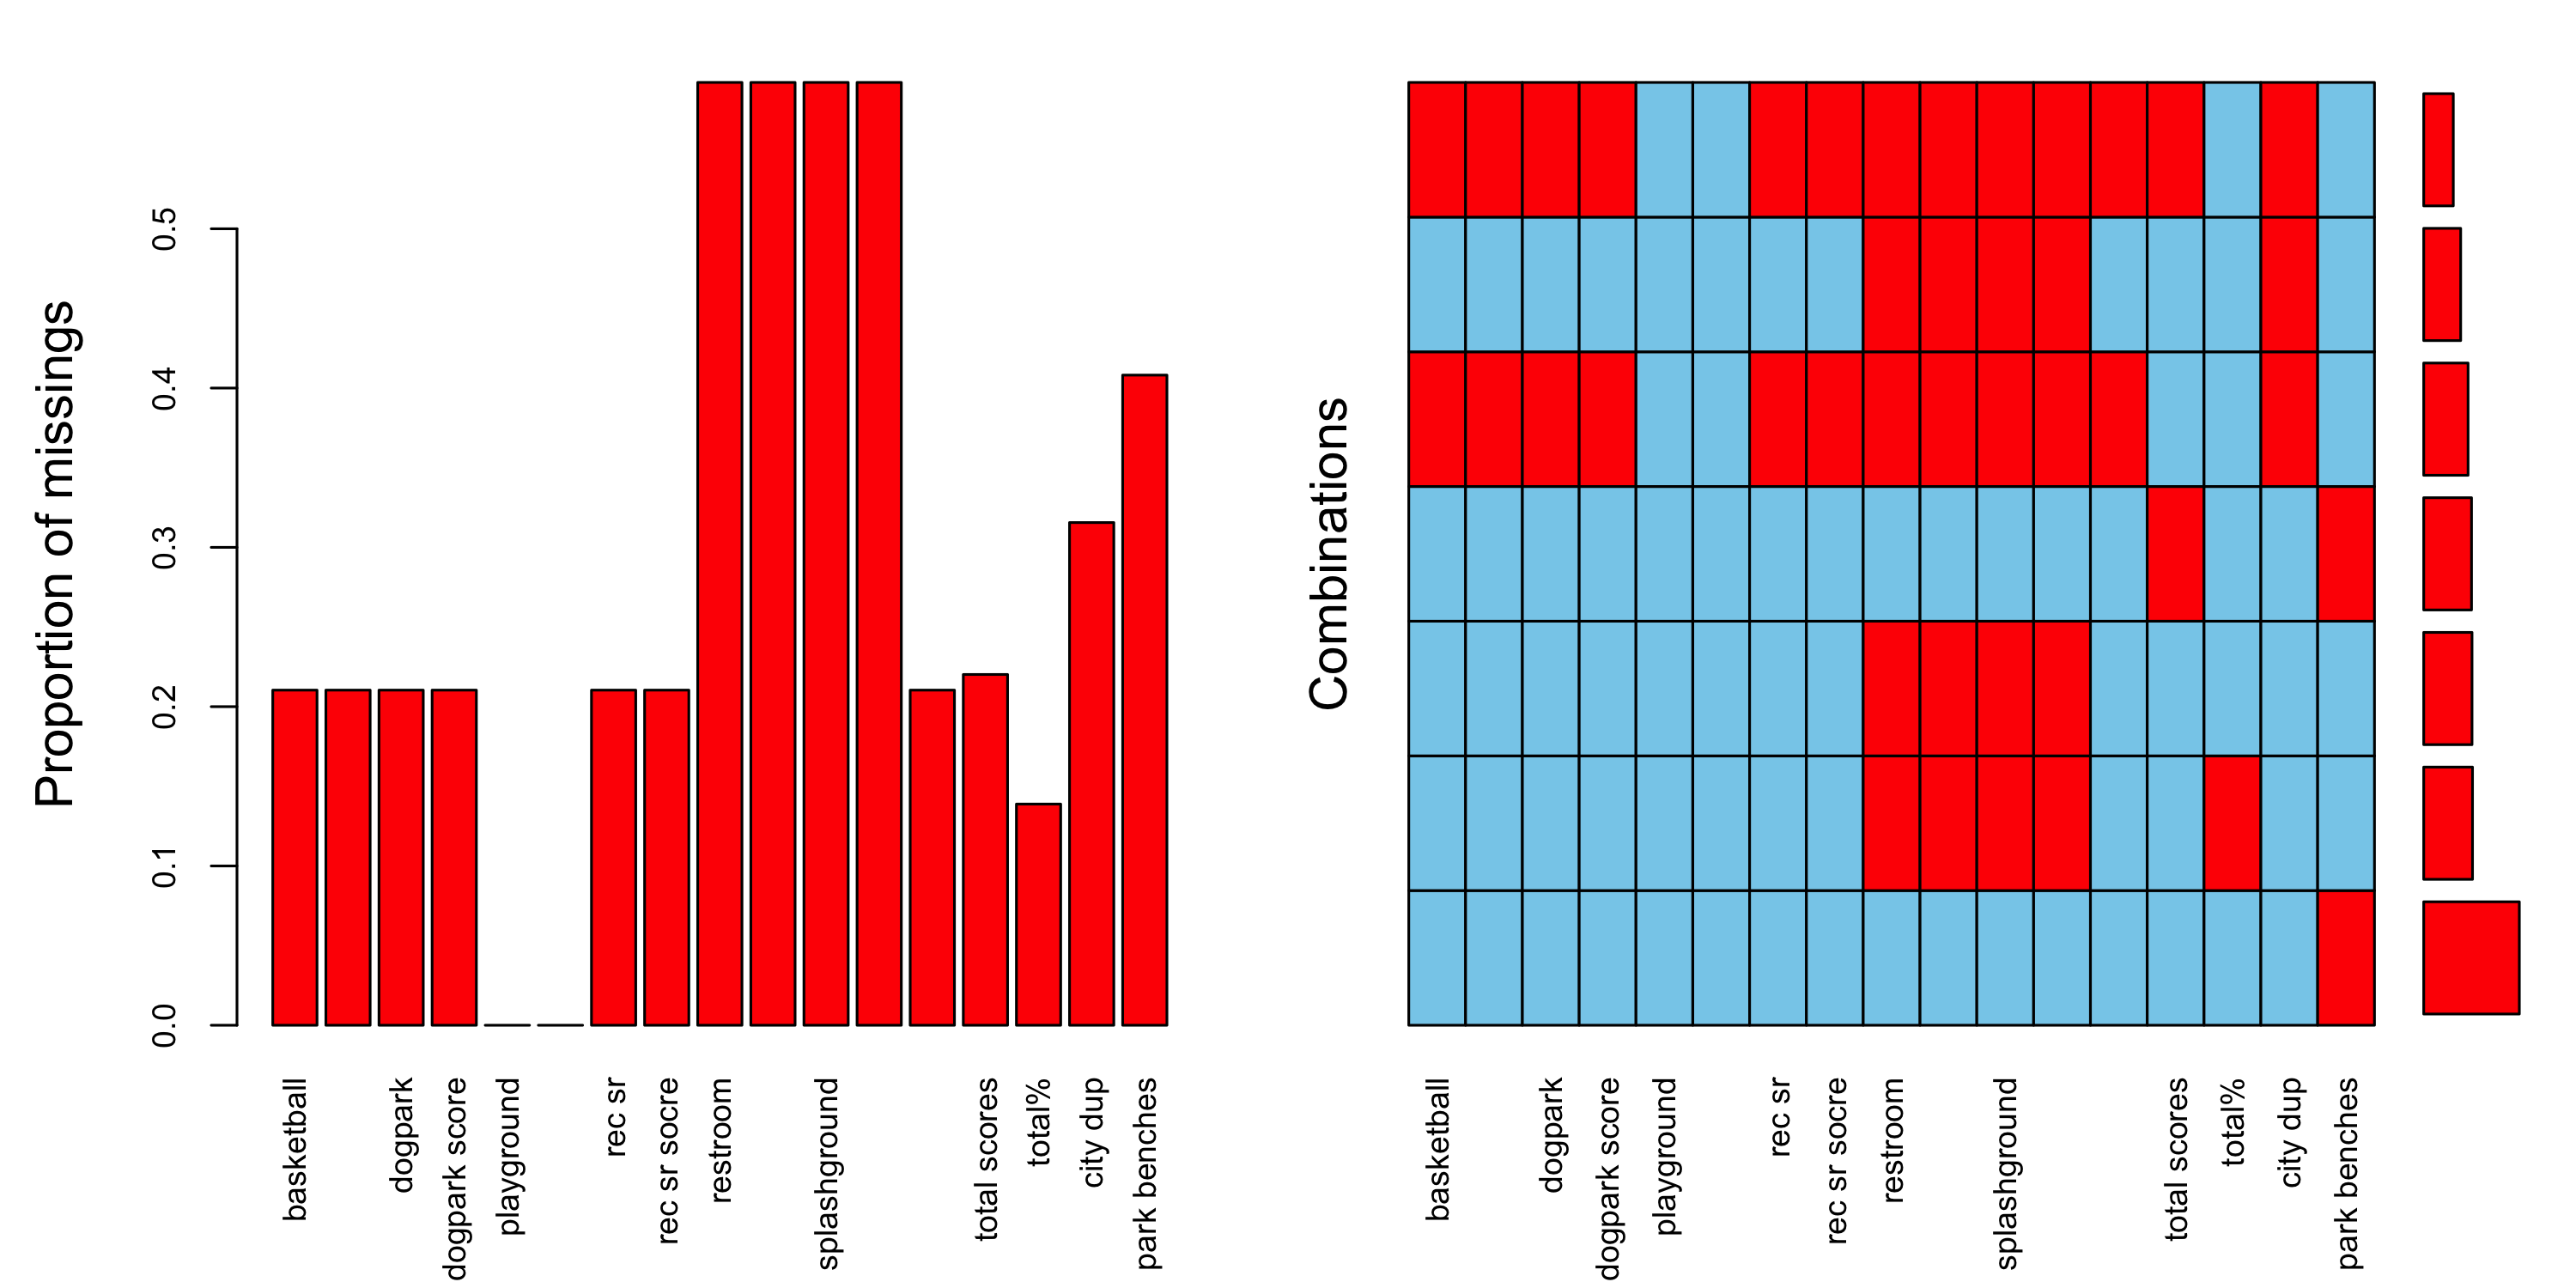 Proportion of missings
0.5
0.4
0.3
0.2
0.1
0.0
basketball
dogpark
dogpark score
playground
rec sr
rec sr socre
restroom
splashground
total scores
total%
city dup
park benches
Combinations
basketball
dogpark
dogpark score
playground
rec sr
rec sr socre
restroom
splashground
total scores
total%
city dup
park benches